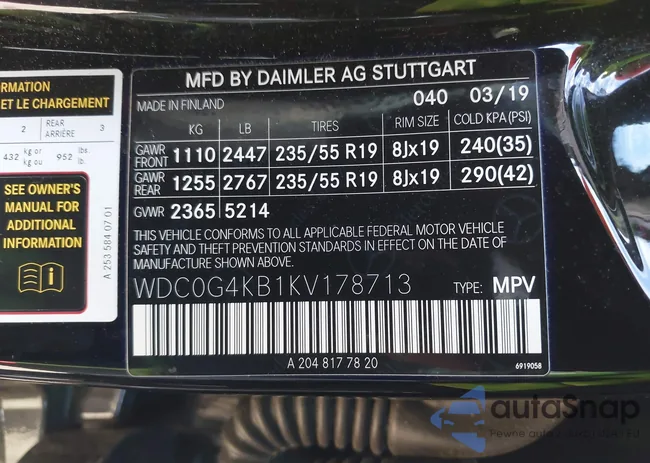 ORMATION
ET LE CHARGEMENT
2 REAR ARRIÈRE 3
432 kg or kg ou 952 lbs. lb.
SEE OWNER'S
MANUAL FOR
ADDITIONAL
INFORMATION
A 253 584 07 01
MFD BY DAIMLER AG STUTTGART
MADE IN FINLAND 040 03/19
KG LB TIRES RIM SIZE COLD KPA(PSI)
GAWR FRONT 1110 2447 235/55 R19 8Jx19 240(35)
GAWR REAR 1255 2767 235/55 R19 8Jx19 290(42)
GVWR 2365 5214
THIS VEHICLE CONFORMS TO ALL APPLICABLE FEDERAL MOTOR VEHICLE
SAFETY AND THEFT PREVENTION STANDARDS IN EFFECT ON THE DATE OF
MANUFACTURE SHOWN ABOVE.
WDC0G4KB1KV178713 TYPE: MPV
A 204 817 78 20 6919058
autoSnap
Pewne auta